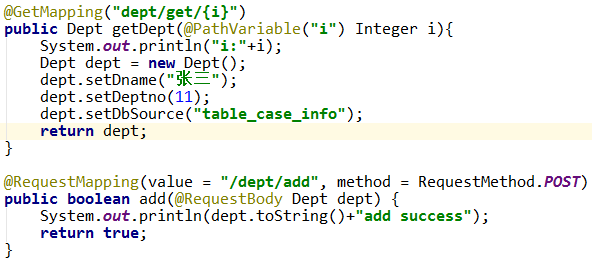 @GetMapping("dept/get/{i}")
public Dept getDept(@PathVariable("i") Integer i){
    System.out.println("i:"+i);
    Dept dept = new Dept();
    dept.setDname("张三");
    dept.setDeptno(11);
    dept.setDbSource("table_case_info");
    return dept;
}
@RequestMapping(value = "/dept/add", method = RequestMethod.POST)
public boolean add(@RequestBody Dept dept) {
    System.out.println(dept.toString()+"add success");
    return true;
}